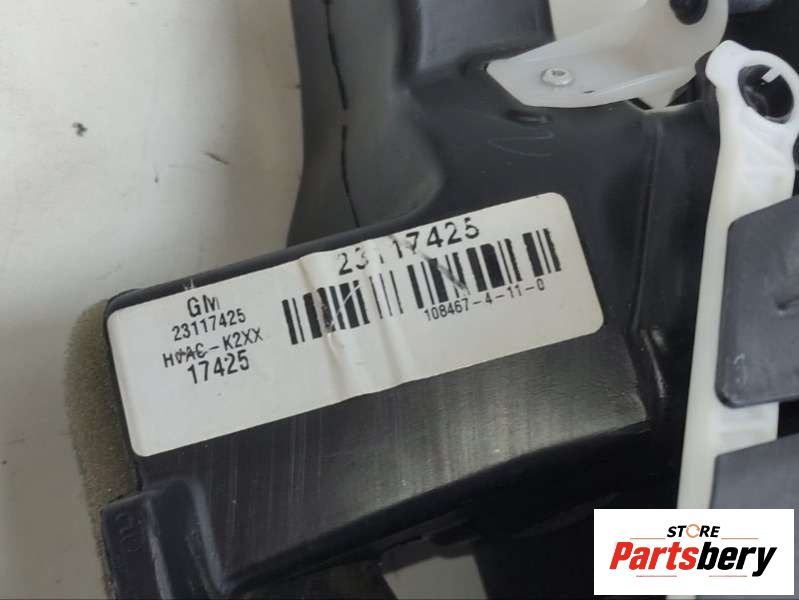 23117425
GM
23117425
HVAC-K2XX
17425
108467-4-11-0
STORE
Partsbery